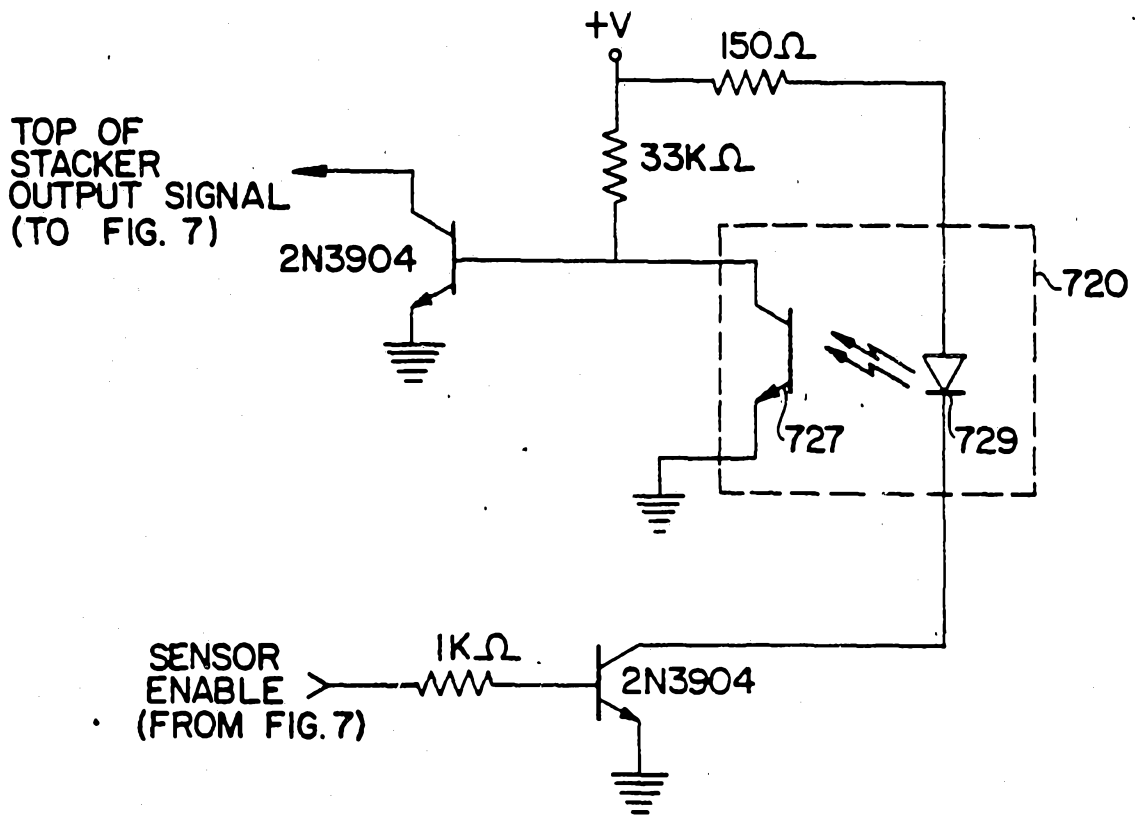 +V
150Ω
TOP OF
STACKER
OUTPUT SIGNAL
(TO FIG. 7)
33KΩ
2N3904
720
727
729
SENSOR
ENABLE
(FROM FIG. 7)
1KΩ
2N3904